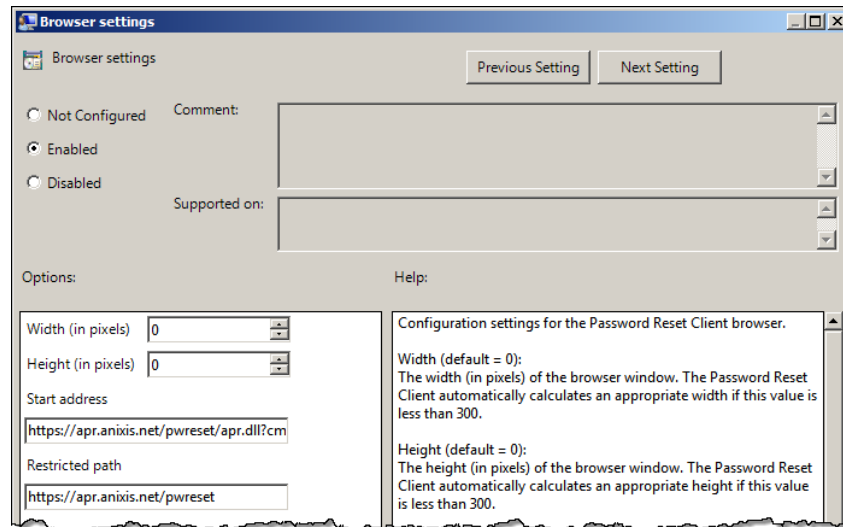 Browser settings
Browser settings
Previous Setting
Next Setting
Not Configured
Comment:
Enabled
Disabled
Supported on:
Options:
Help:
Width (in pixels) 0
Height (in pixels) 0
Start address
https://apr.anixis.net/pwreset/apr.dll?cm
Restricted path
https://apr.anixis.net/pwreset
Configuration settings for the Password Reset Client browser.
Width (default = 0):
The width (in pixels) of the browser window. The Password Reset
Client automatically calculates an appropriate width if this value is
less than 300.
Height (default = 0):
The height (in pixels) of the browser window. The Password Reset
Client automatically calculates an appropriate height if this value
is less than 300.